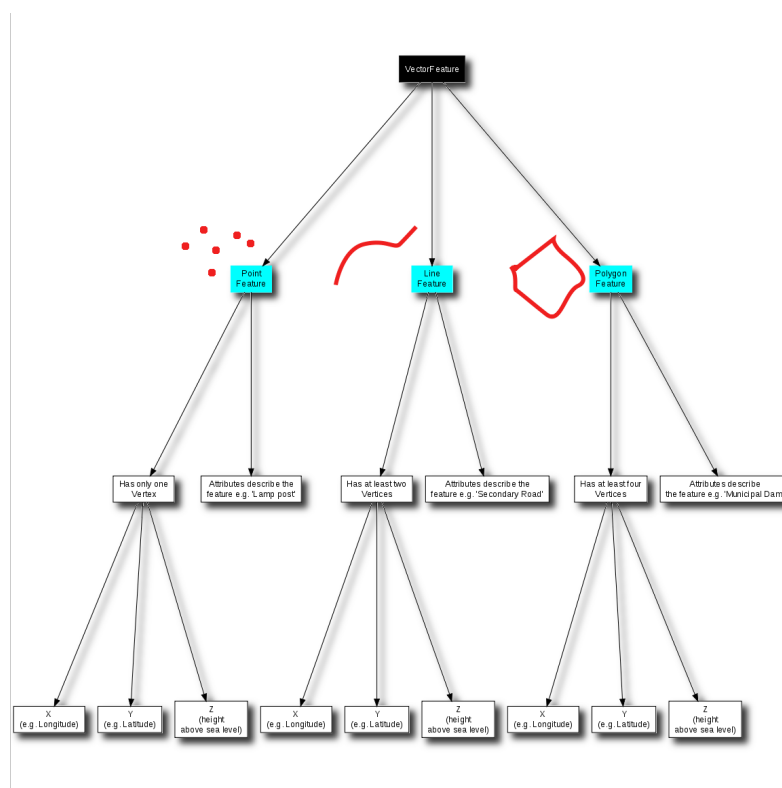 VectorFeature
Point
Feature
Line
Feature
Polygon
Feature
Has only one
Vertex
Attributes describe the
feature e.g. 'Lamp post'
Has at least two
Vertices
Attributes describe the
feature e.g. 'Secondary Road'
Has at least four
Vertices
Attributes describe
the feature e.g. 'Municipal Dam
X
(e.g. Longitude)
Y
(e.g. Latitude)
Z
(height
above sea level)
X
(e.g. Longitude)
Y
(e.g. Latitude)
Z
(height
above sea level)
X
(e.g. Longitude)
Y
(e.g. Latitude)
Z
(height
above sea level)